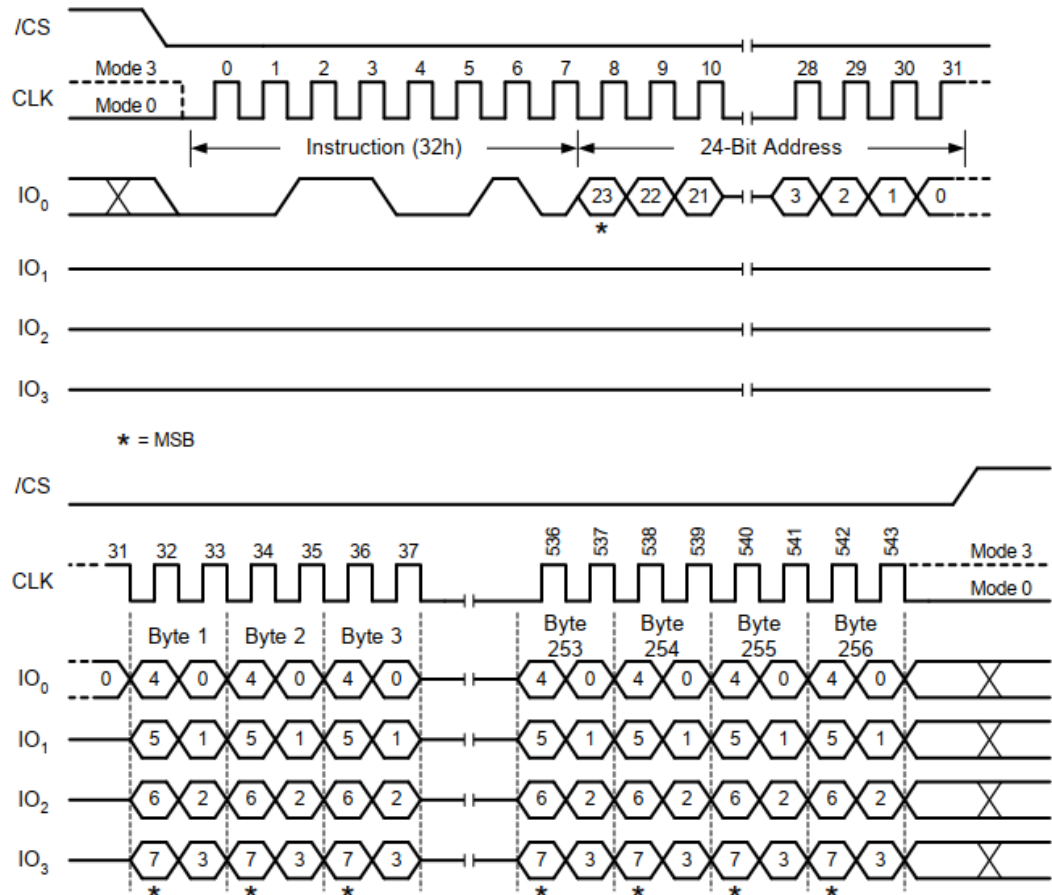 /CS
Mode 3 0 1 2 3 4 5 6 7 8 9 10 28 29 30 31
CLK
Mode 0
Instruction (32h) 24-Bit Address
IO0 23 22 21 3 2 1 0
*
IO1
IO2
IO3
* = MSB
/CS
31 32 33 34 35 36 37 536 537 538 539 540 541 542 543 Mode 3
CLK
Mode 0
Byte 1 Byte 2 Byte 3 Byte 253 Byte 254 Byte 255 Byte 256
IO0 0 4 0 4 0 4 0 4 0 4 0 4 0 4 0
IO1 5 1 5 1 5 1 5 1 5 1 5 1 5 1
IO2 6 2 6 2 6 2 6 2 6 2 6 2 6 2
IO3 7 3 7 3 7 3 7 3 7 3 7 3 7 3
* * * * * * *